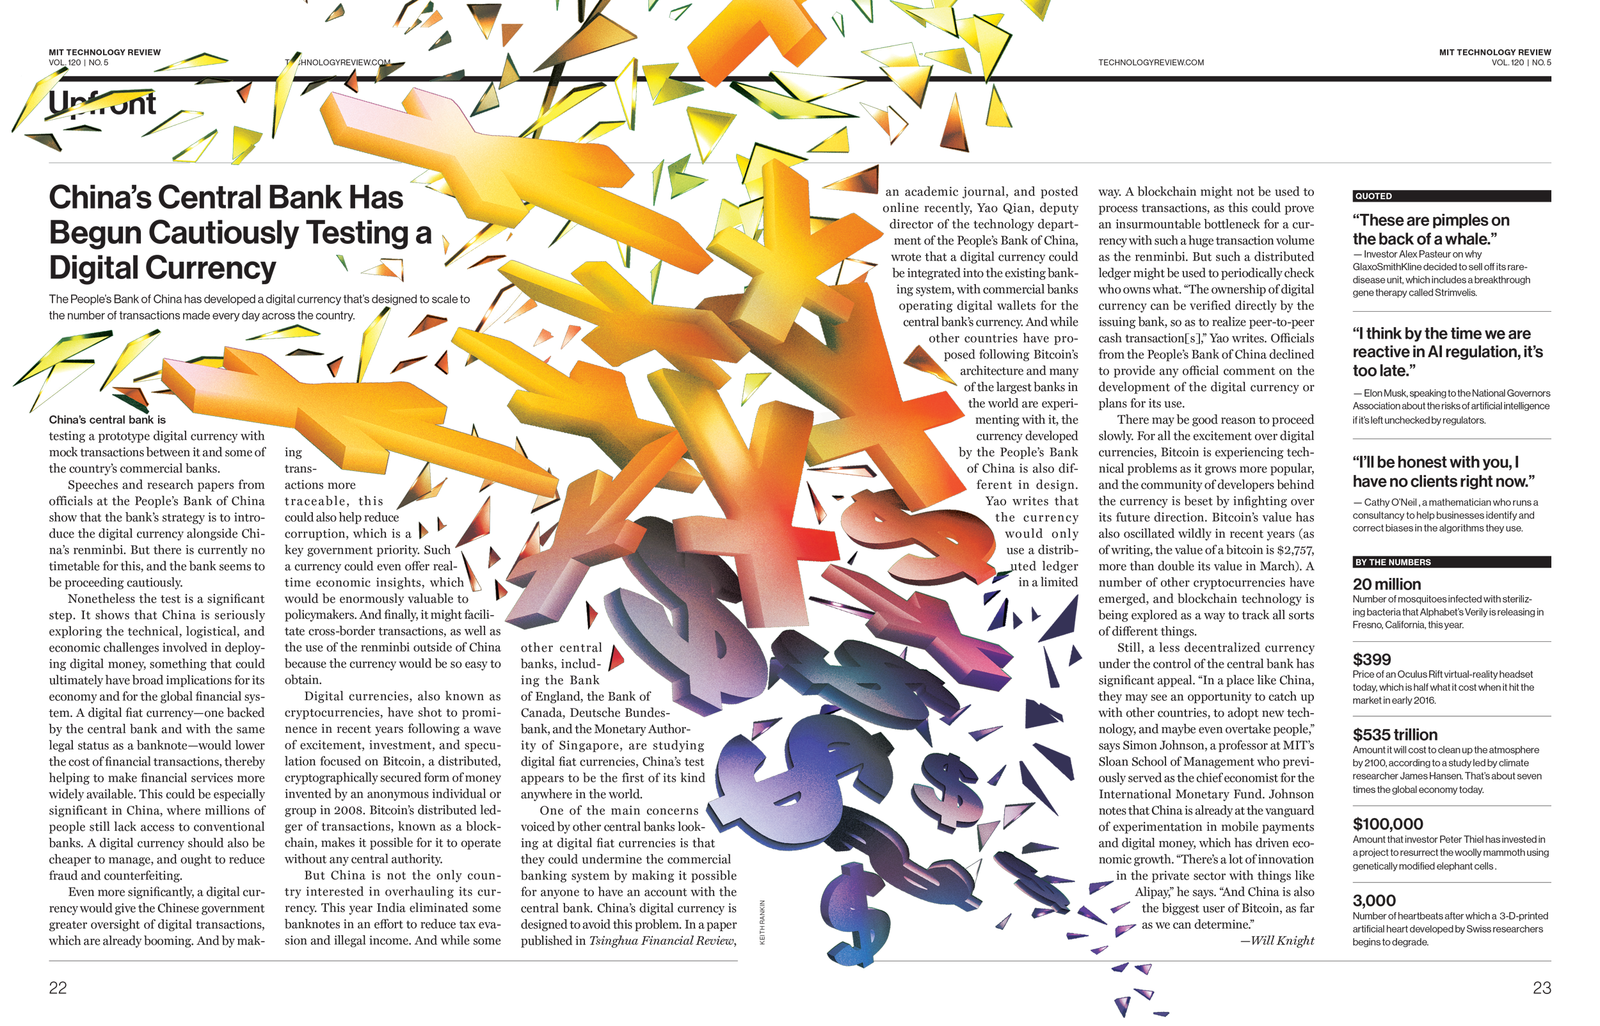 MIT TECHNOLOGY REVIEW
VOL. 120 | NO. 5
TECHNOLOGYREVIEW.COM
TECHNOLOGYREVIEW.COM
MIT TECHNOLOGY REVIEW
VOL. 120 | NO. 5
Upfront
China's Central Bank Has
Begun Cautiously Testing a
Digital Currency
The People's Bank of China has developed a digital currency that's designed to scale to
the number of transactions made every day across the country.
China's central bank is
testing a prototype digital currency with
mock transactions between it and some of
the country's commercial banks.
Speeches and research papers from
officials at the People's Bank of China
show that the bank's strategy is to intro-
duce the digital currency alongside Chi-
na's renminbi. But there is currently no
timetable for this, and the bank seems to
be proceeding cautiously.
Nonetheless the test is a significant
step. It shows that China is seriously
exploring the technical, logistical, and
economic challenges involved in deploy-
ing digital money, something that could
ultimately have broad implications for its
economy and for the global financial sys-
tem. A digital fiat currency—one backed
by the central bank and with the same
legal status as a banknote—would lower
the cost of financial transactions, thereby
helping to make financial services more
widely available. This could be especially
significant in China, where millions of
people still lack access to conventional
banks. A digital currency should also be
cheaper to manage, and ought to reduce
fraud and counterfeiting.
Even more significantly, a digital cur-
rency would give the Chinese government
greater oversight of digital transactions,
which are already booming. And by mak-
ing
trans-
actions more
traceable, this
could also help reduce
corruption, which is a
key government priority. Such
a currency could even offer real-
time economic insights, which
would be enormously valuable to
policymakers. And finally, it might facili-
tate cross-border transactions, as well as
the use of the renminbi outside of China
because the currency would be so easy to
obtain.
Digital currencies, also known as
cryptocurrencies, have shot to promi-
nence in recent years following a wave
of excitement, investment, and specu-
lation focused on Bitcoin, a distributed,
cryptographically secured form of money
invented by an anonymous individual or
group in 2008. Bitcoin's distributed led-
ger of transactions, known as a block-
chain, makes it possible for it to operate
without any central authority.
But China is not the only coun-
try interested in overhauling its cur-
rency. This year India eliminated some
banknotes in an effort to reduce tax eva-
sion and illegal income. And while some
other central
banks, includ-
ing the Bank
of England, the Bank of
Canada, Deutsche Bundes-
bank, and the Monetary Author-
ity of Singapore, are studying
digital fiat currencies, China's test
appears to be the first of its kind
anywhere in the world.
One of the main concerns
voiced by other central banks look-
ing at digital fiat currencies is that
they could undermine the commercial
banking system by making it possible
for anyone to have an account with the
central bank. China's digital currency is
designed to avoid this problem. In a paper
published in Tsinghua Financial Review,
KEITH RANKIN
an academic journal, and posted
online recently, Yao Qian, deputy
director of the technology depart-
ment of the People's Bank of China,
wrote that a digital currency could
be integrated into the existing bank-
ing system, with commercial banks
operating digital wallets for the
central bank's currency. And while
other countries have pro-
posed following Bitcoin's
architecture and many
of the largest banks in
the world are experi-
menting with it, the
currency developed
by the People's Bank
of China is also dif-
ferent in design.
Yao writes that
the currency
would only
use a distrib-
uted ledger
in a limited
way. A blockchain might not be used to
process transactions, as this could prove
an insurmountable bottleneck for a cur-
rency with such a huge transaction volume
as the renminbi. But such a distributed
ledger might be used to periodically check
who owns what. "The ownership of digital
currency can be verified directly by the
issuing bank, so as to realize peer-to-peer
cash transaction[s]," Yao writes. Officials
from the People's Bank of China declined
to provide any official comment on the
development of the digital currency or
plans for its use.
There may be good reason to proceed
slowly. For all the excitement over digital
currencies, Bitcoin is experiencing tech-
nical problems as it grows more popular,
and the community of developers behind
the currency is beset by infighting over
its future direction. Bitcoin's value has
also oscillated wildly in recent years (as
of writing, the value of a bitcoin is $2,757,
more than double its value in March). A
number of other cryptocurrencies have
emerged, and blockchain technology is
being explored as a way to track all sorts
of different things.
Still, a less decentralized currency
under the control of the central bank has
significant appeal. "In a place like China,
they may see an opportunity to catch up
with other countries, to adopt new tech-
nology, and maybe even overtake people,"
says Simon Johnson, a professor at MIT's
Sloan School of Management who previ-
ously served as the chief economist for the
International Monetary Fund. Johnson
notes that China is already at the vanguard
of experimentation in mobile payments
and digital money, which has driven eco-
nomic growth. "There's a lot of innovation
in the private sector with things like
Alipay," he says. "And China is also
the biggest user of Bitcoin, as far
as we can determine."
—Will Knight
QUOTED
"These are pimples on
the back of a whale."
— Investor Alex Pasteur on why
GlaxoSmithKline decided to sell off its rare-
disease unit, which includes a breakthrough
gene therapy called Strimvelis.
"I think by the time we are
reactive in AI regulation, it's
too late."
— Elon Musk, speaking to the National Governors
Association about the risks of artificial intelligence
if it's left unchecked by regulators.
"I'll be honest with you, I
have no clients right now."
— Cathy O'Neil, a mathematician who runs a
consultancy to help businesses identify and
correct biases in the algorithms they use.
BY THE NUMBERS
20 million
Number of mosquitoes infected with steriliz-
ing bacteria that Alphabet's Verily is releasing in
Fresno, California, this year.
$399
Price of an Oculus Rift virtual-reality headset
today, which is half what it cost when it hit the
market in early 2016.
$535 trillion
Amount it will cost to clean up the atmosphere
by 2100, according to a study led by climate
researcher James Hansen. That's about seven
times the global economy today.
$100,000
Amount that investor Peter Thiel has invested in
a project to resurrect the woolly mammoth using
genetically modified elephant cells.
3,000
Number of heartbeats after which a 3-D-printed
artificial heart developed by Swiss researchers
begins to degrade.
22
23